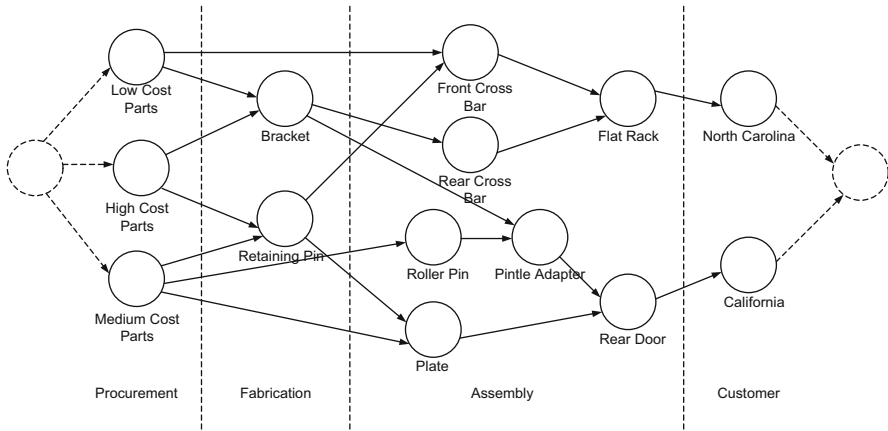 Low Cost
Parts
High Cost
Parts
Medium Cost
Parts
Bracket
Retaining Pin
Front Cross
Bar
Rear Cross
Bar
Roller Pin
Pintle Adapter
Plate
Flat Rack
Rear Door
North Carolina
California
Procurement
Fabrication
Assembly
Customer